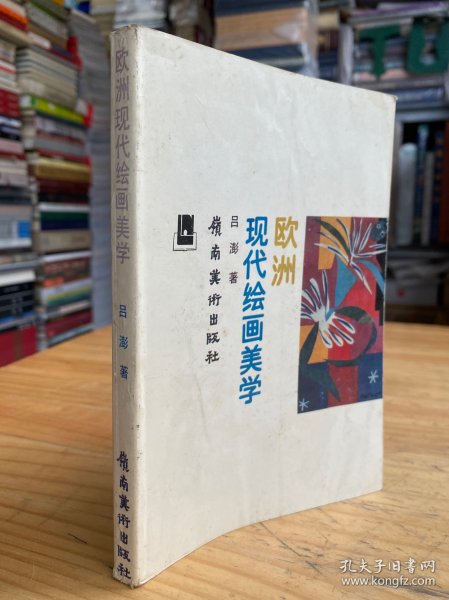 欧洲现代绘画美学
吕澎 著
嶺南美術出版社
欧洲
现代绘画美学
吕澎 著
嶺南美術出版社
孔夫子旧书网
www.kongfz.com